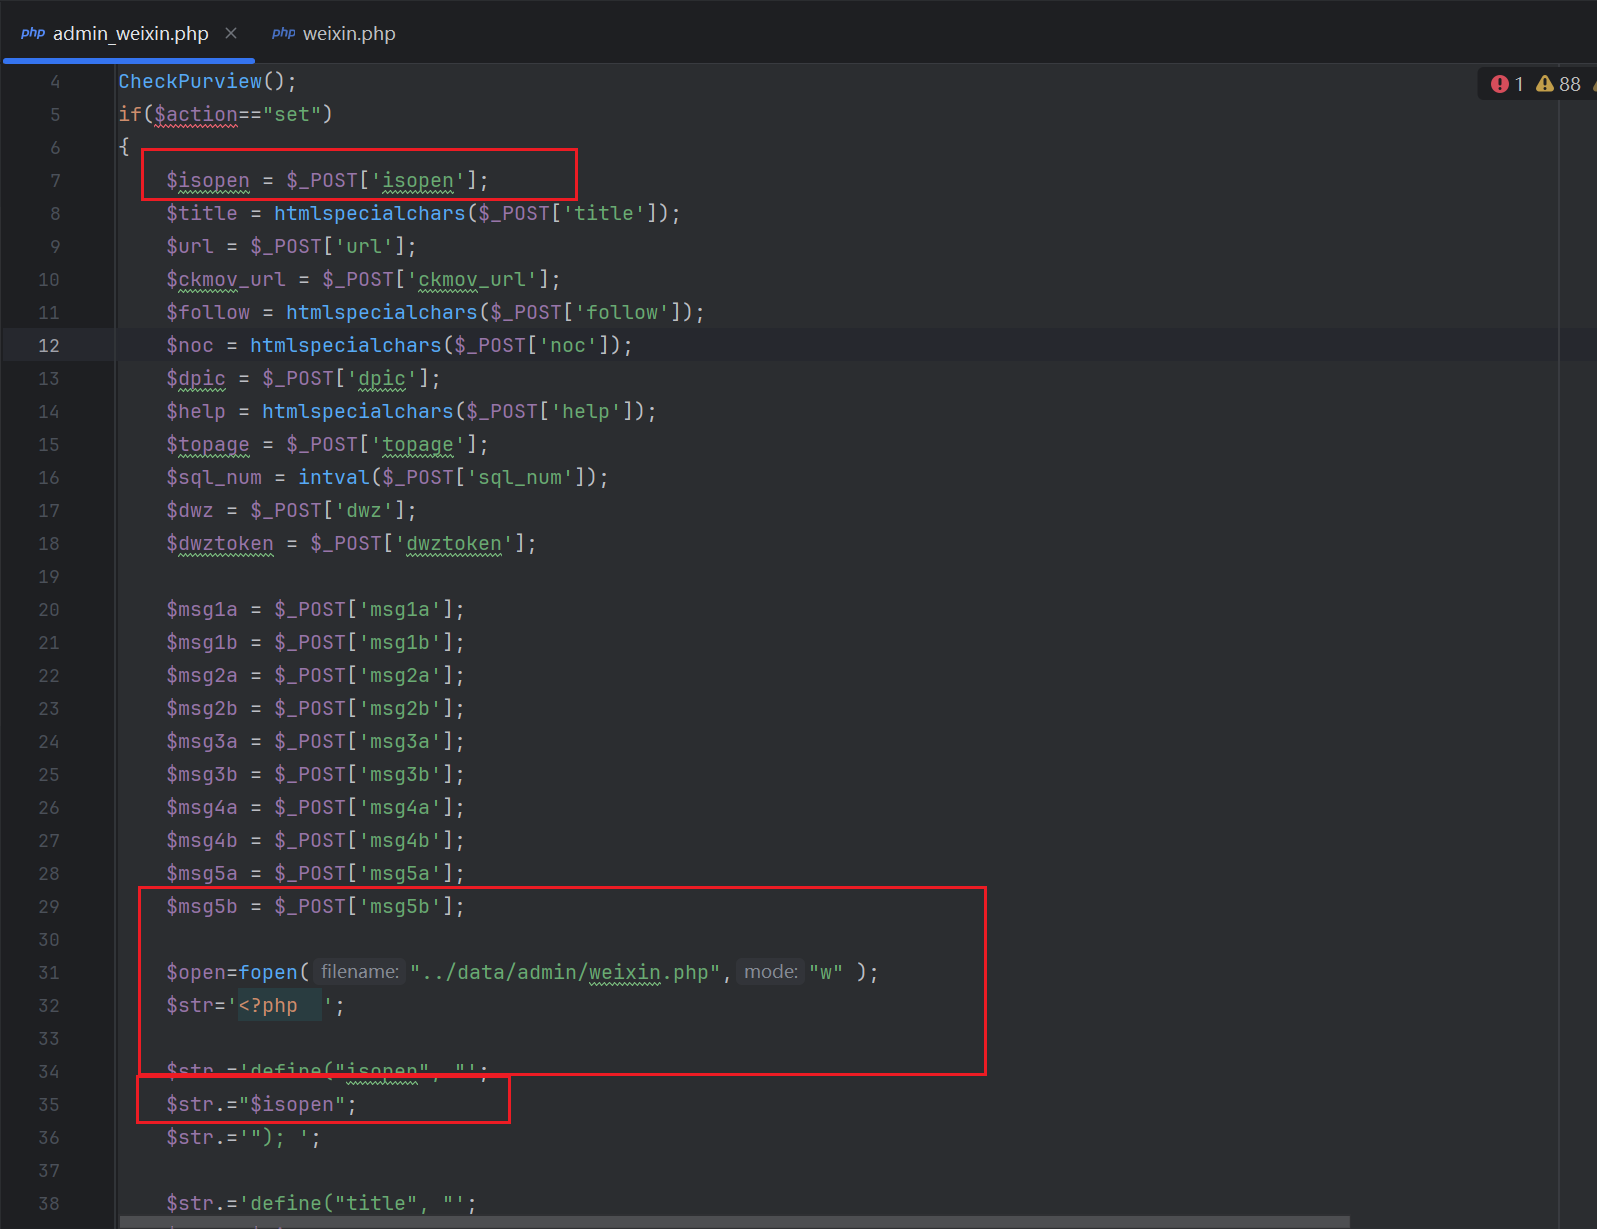 php admin_weixin.php × php weixin.php
1 88
4 CheckPurview();
5 if($action=="set")
6 {
7 $isopen = $_POST['isopen'];
8 $title = htmlspecialchars($_POST['title']);
9 $url = $_POST['url'];
10 $ckmov_url = $_POST['ckmov_url'];
11 $follow = htmlspecialchars($_POST['follow']);
12 $noc = htmlspecialchars($_POST['noc']);
13 $dpic = $_POST['dpic'];
14 $help = htmlspecialchars($_POST['help']);
15 $topage = $_POST['topage'];
16 $sql_num = intval($_POST['sql_num']);
17 $dwz = $_POST['dwz'];
18 $dwztoken = $_POST['dwztoken'];
19
20 $msg1a = $_POST['msg1a'];
21 $msg1b = $_POST['msg1b'];
22 $msg2a = $_POST['msg2a'];
23 $msg2b = $_POST['msg2b'];
24 $msg3a = $_POST['msg3a'];
25 $msg3b = $_POST['msg3b'];
26 $msg4a = $_POST['msg4a'];
27 $msg4b = $_POST['msg4b'];
28 $msg5a = $_POST['msg5a'];
29 $msg5b = $_POST['msg5b'];
30
31 $open=fopen( filename: "../data/admin/weixin.php", mode: "w" );
32 $str='<?php ';
33
34 $str.='define("isopen", "';
35 $str.="$isopen";
36 $str.='"); ';
37
38 $str.='define("title", "';